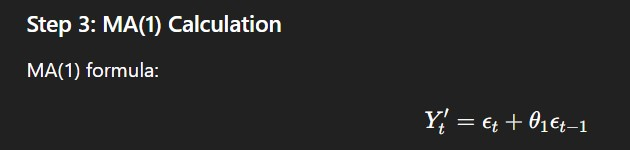 Step 3: MA(1) Calculation
MA(1) formula:
Y′ₜ = ϵₜ + θ₁ϵₜ₋₁